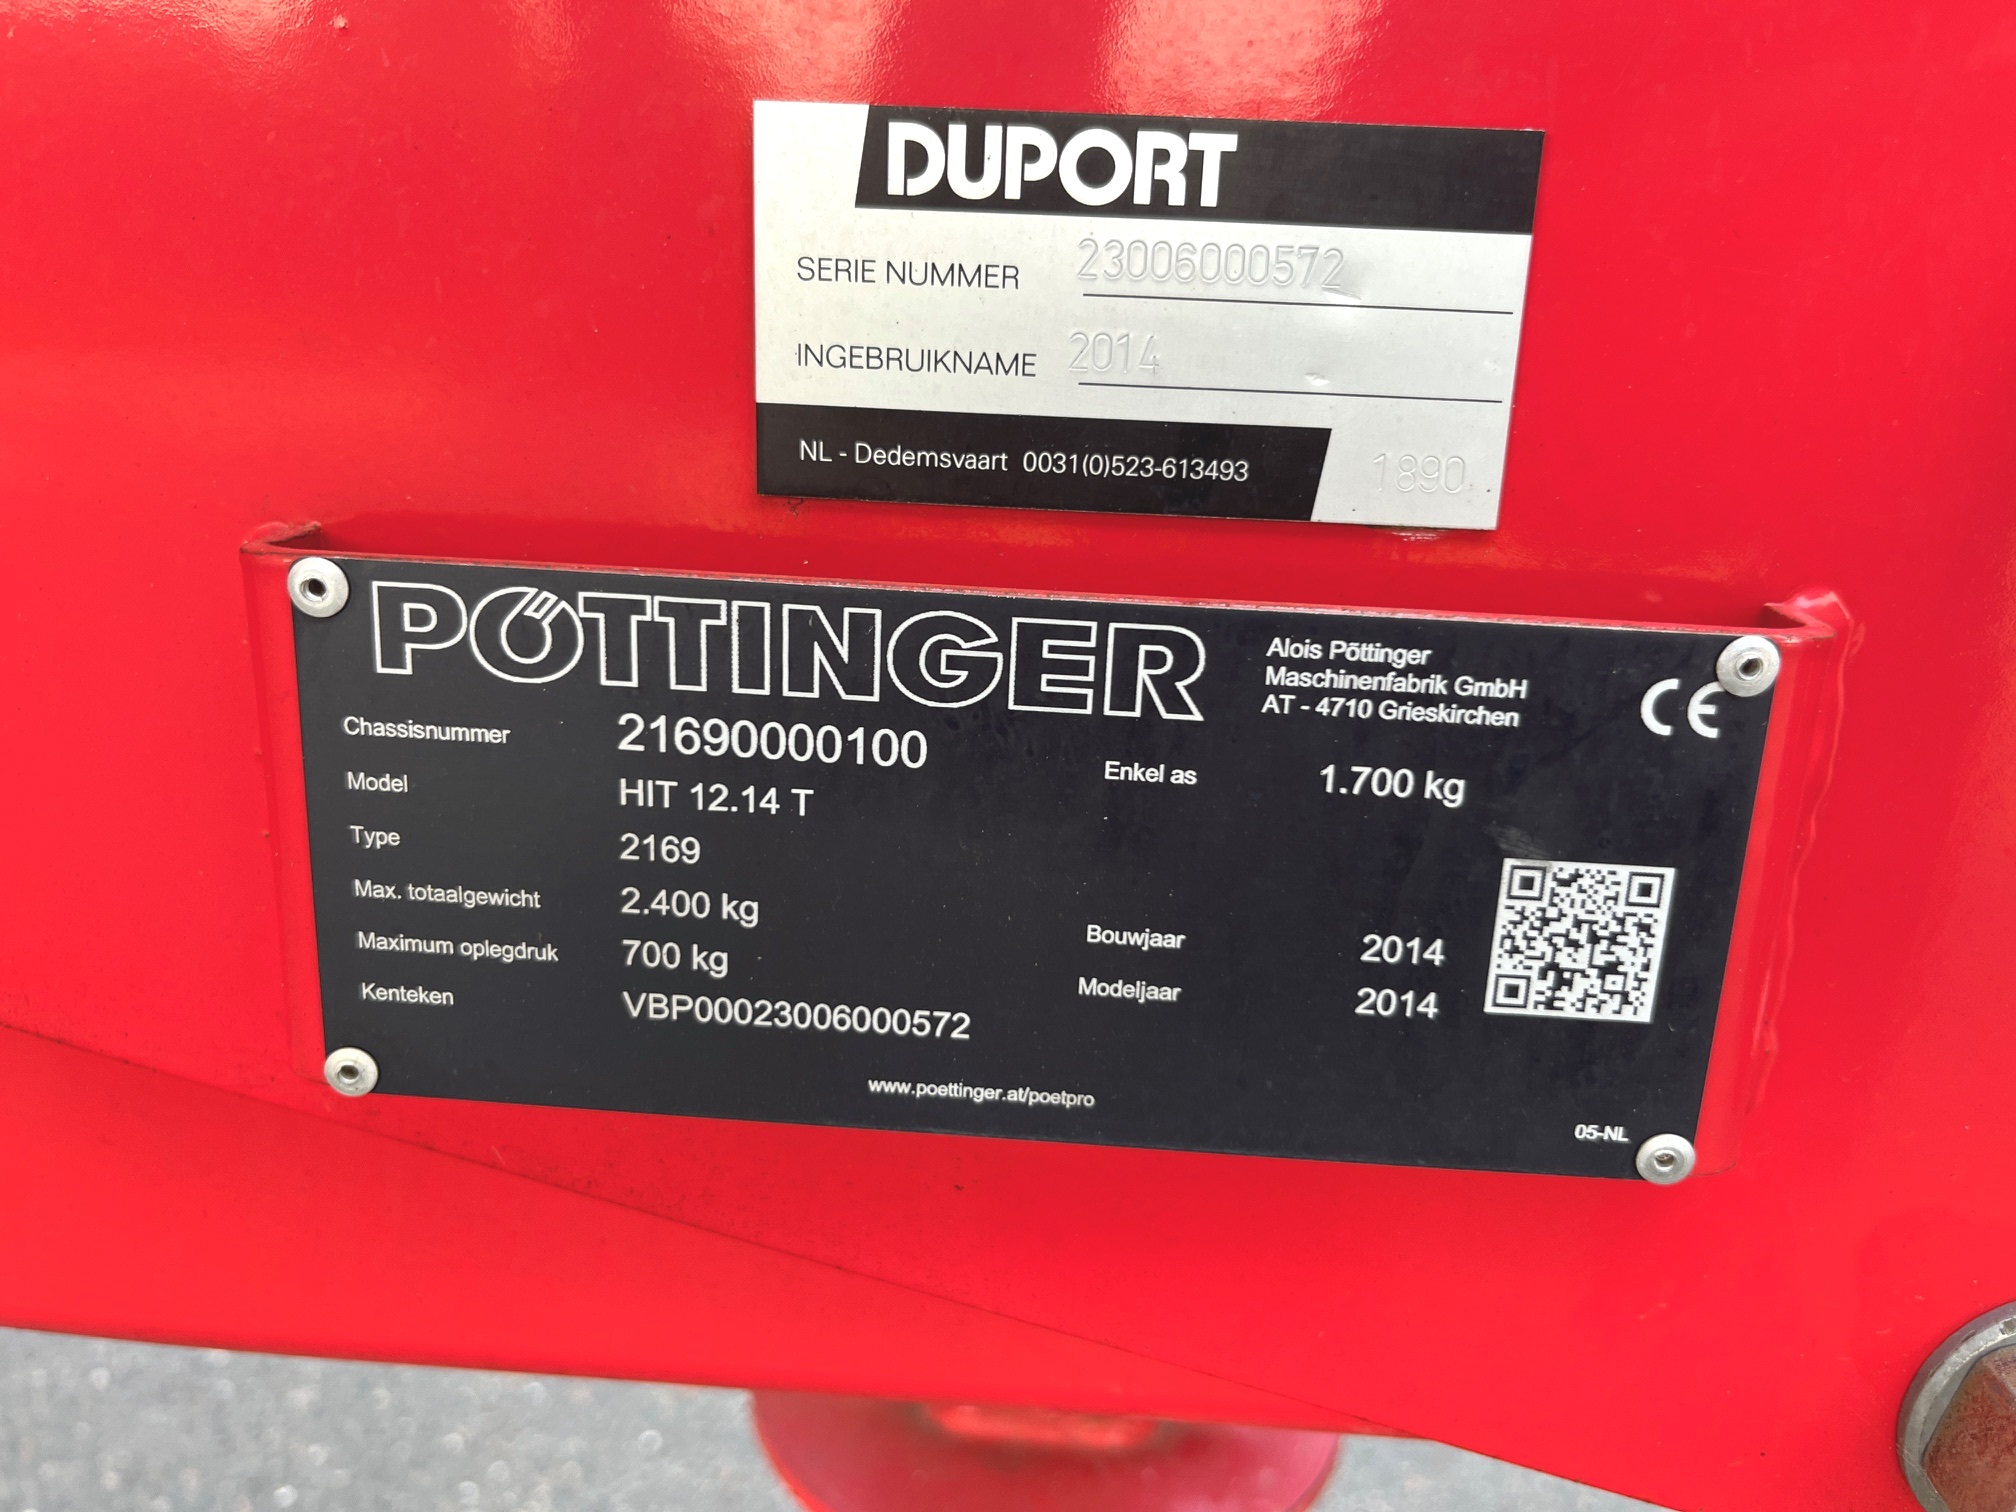 DUPORT
SERIE NUMMER 23006000572
INGEBRUIKNAME 2014
NL - Dedemsvaart 0031(0)523-613493 1890
PÖTTINGER
Alois Pöttinger
Maschinenfabrik GmbH
AT - 4710 Grieskirchen
CE
Chassisnummer 21690000100
Enkel as 1.700 kg
Model HIT 12.14 T
Type 2169
Max. totaalgewicht 2.400 kg
Maximum oplegdruk 700 kg
Bouwjaar 2014
Kenteken VBP00023006000572
Modeljaar 2014
www.poettinger.at/poetpro
05-NL